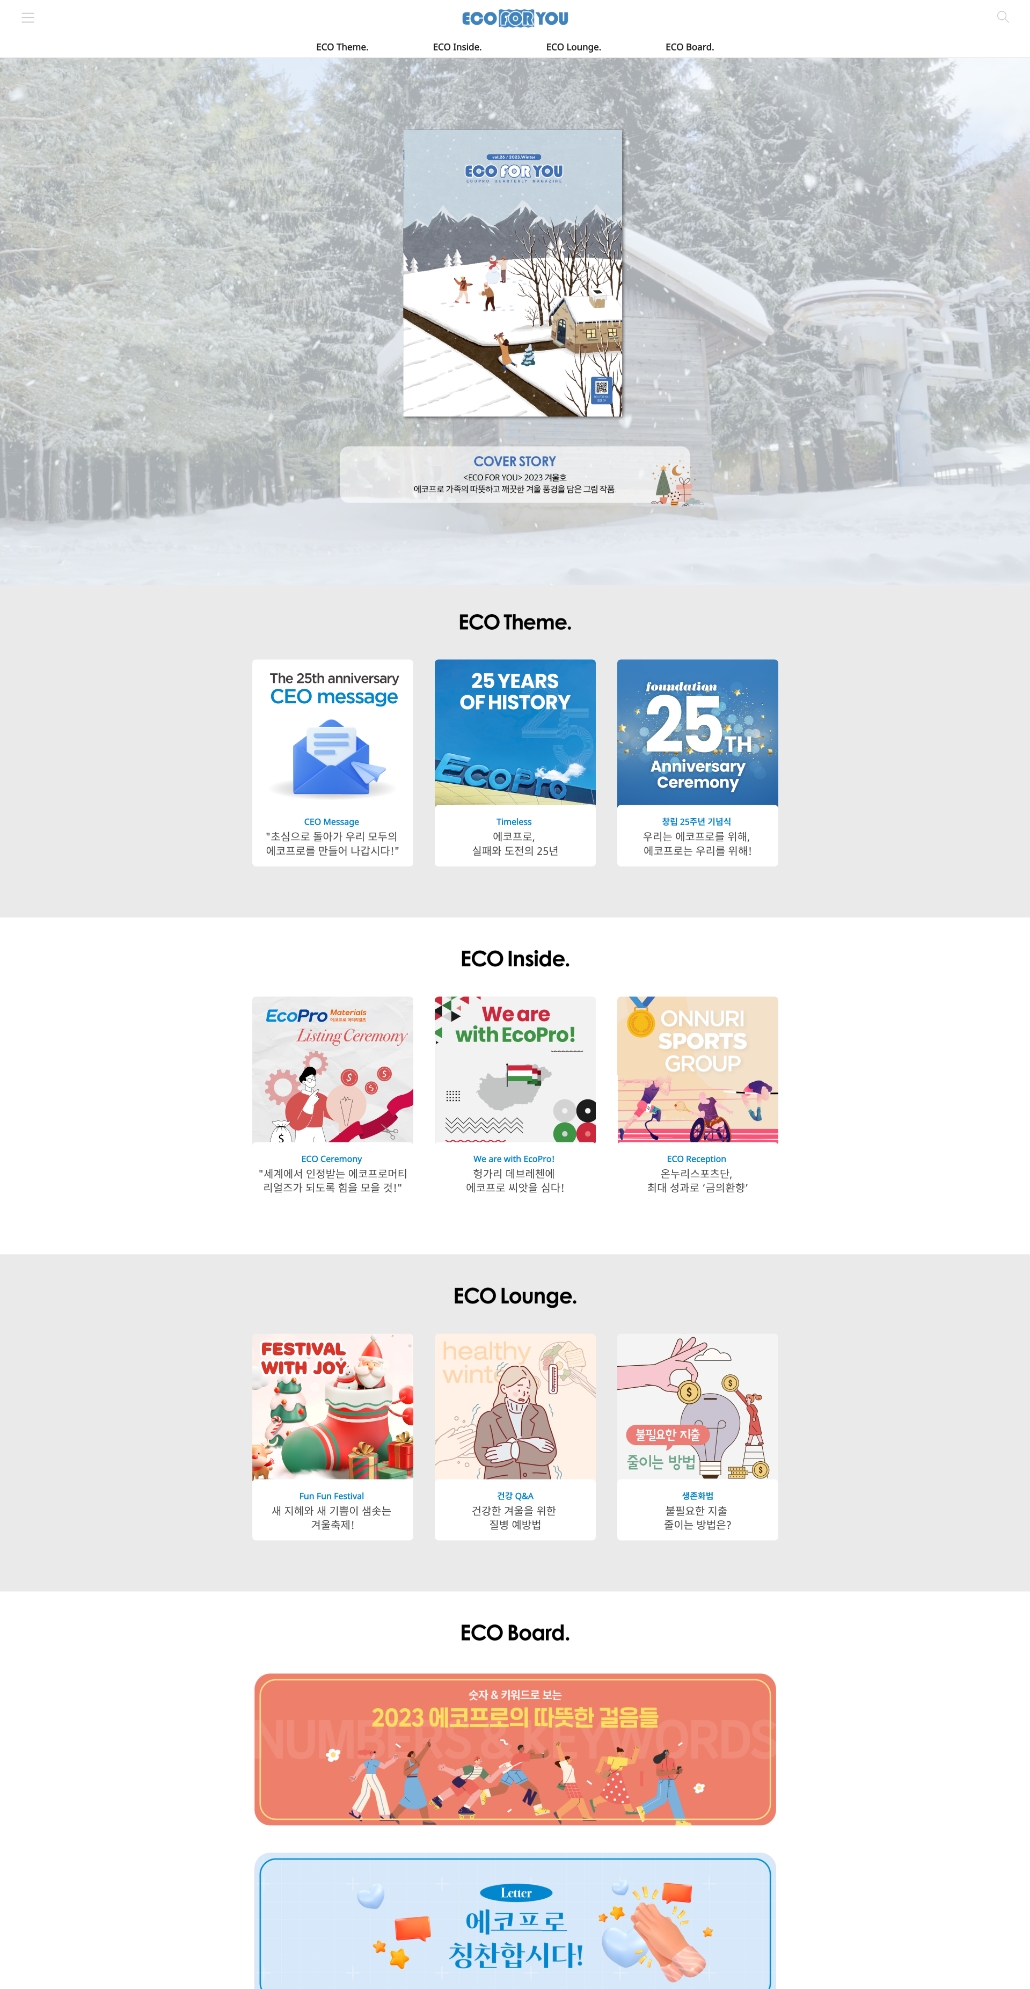 ECO FOR YOU
ECO Theme.
ECO Inside.
ECO Lounge.
ECO Board.
vol.26 / 2023.Winter
ECO FOR YOU
ECOPRO QUARTERLY MAGAZINE
COVER STORY
<ECO FOR YOU> 2023 겨울호
에코프로 가족의 따뜻하고 깨끗한 겨울 풍경을 담은 그림 작품
ECO Theme.
The 25th anniversary
CEO message
CEO Message
"초심으로 돌아가 우리 모두의
에코프로를 만들어 나갑시다!"
25 YEARS
OF HISTORY
25
EcoPro
Timeless
에코프로,
실패와 도전의 25년
foundation
25TH
Anniversary
Ceremony
창립 25주년 기념식
우리는 에코프로를 위해,
에코프로는 우리를 위해!
ECO Inside.
EcoPro Materials
에코프로 머티리얼즈
Listing Ceremony
ECO Ceremony
"세계에서 인정받는 에코프로머티
리얼즈가 되도록 힘을 모을 것!"
We are
with EcoPro!
We are with EcoPro!
헝가리 데브레첸에
에코프로 씨앗을 심다!
ONNURI
SPORTS
GROUP
ECO Reception
온누리스포츠단,
최대 성과로 ‘금의환향’
ECO Lounge.
FESTIVAL
WITH JOY
Fun Fun Festival
새 지혜와 새 기쁨이 샘솟는
겨울축제!
healthy
winte
건강 Q&A
건강한 겨울을 위한
질병 예방법
불필요한 지출
줄이는 방법
생존화법
불필요한 지출
줄이는 방법은?
ECO Board.
숫자 & 키워드로 보는
2023 에코프로의 따뜻한 걸음들
NUMBERS & KEYWORDS
Letter
에코프로
칭찬합시다!